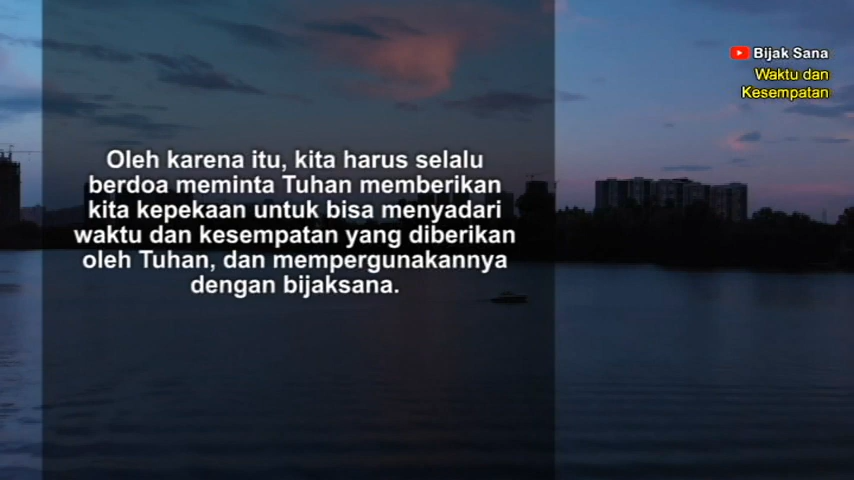 Bijak Sana
Waktu dan
Kesempatan
Oleh karena itu, kita harus selalu
berdoa meminta Tuhan memberikan
kita kepekaan untuk bisa menyadari
waktu dan kesempatan yang diberikan
oleh Tuhan, dan mempergunakannya
dengan bijaksana.